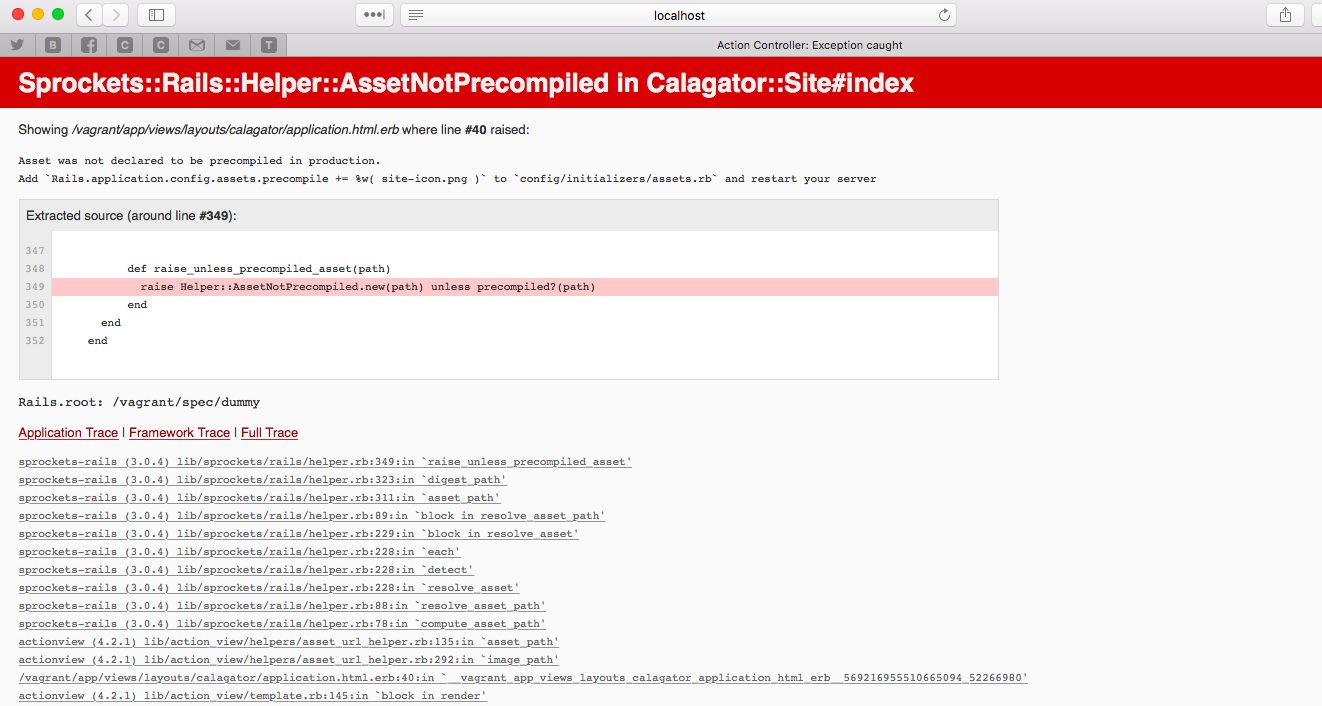 localhost
B
C
C
T
Action Controller: Exception caught
Sprockets::Rails::Helper::AssetNotPrecompiled in Calagator::Site#index
Showing /vagrant/app/views/layouts/calagator/application.html.erb where line #40 raised:
Asset was not declared to be precompiled in production.
Add `Rails.application.config.assets.precompile += %w( site-icon.png )` to `config/initializers/assets.rb` and restart your server
Extracted source (around line #349):
347
348 def raise_unless_precompiled_asset(path)
349 raise Helper::AssetNotPrecompiled.new(path) unless precompiled?(path)
350 end
351 end
352 end
Rails.root: /vagrant/spec/dummy
Application Trace | Framework Trace | Full Trace
sprockets-rails (3.0.4) lib/sprockets/rails/helper.rb:349:in `raise_unless_precompiled_asset'
sprockets-rails (3.0.4) lib/sprockets/rails/helper.rb:323:in `digest_path'
sprockets-rails (3.0.4) lib/sprockets/rails/helper.rb:311:in `asset_path'
sprockets-rails (3.0.4) lib/sprockets/rails/helper.rb:89:in `block in resolve_asset_path'
sprockets-rails (3.0.4) lib/sprockets/rails/helper.rb:229:in `block in resolve_asset'
sprockets-rails (3.0.4) lib/sprockets/rails/helper.rb:228:in `each'
sprockets-rails (3.0.4) lib/sprockets/rails/helper.rb:228:in `detect'
sprockets-rails (3.0.4) lib/sprockets/rails/helper.rb:228:in `resolve_asset'
sprockets-rails (3.0.4) lib/sprockets/rails/helper.rb:88:in `resolve_asset_path'
sprockets-rails (3.0.4) lib/sprockets/rails/helper.rb:78:in `compute_asset_path'
actionview (4.2.1) lib/action_view/helpers/asset_url_helper.rb:135:in `asset_path'
actionview (4.2.1) lib/action_view/helpers/asset_url_helper.rb:292:in `image_path'
/vagrant/app/views/layouts/calagator/application.html.erb:40:in `__vagrant_app_views_layouts_calagator_application_html_erb__569216955510665094_52266980'
actionview (4.2.1) lib/action_view/template.rb:145:in `block in render'